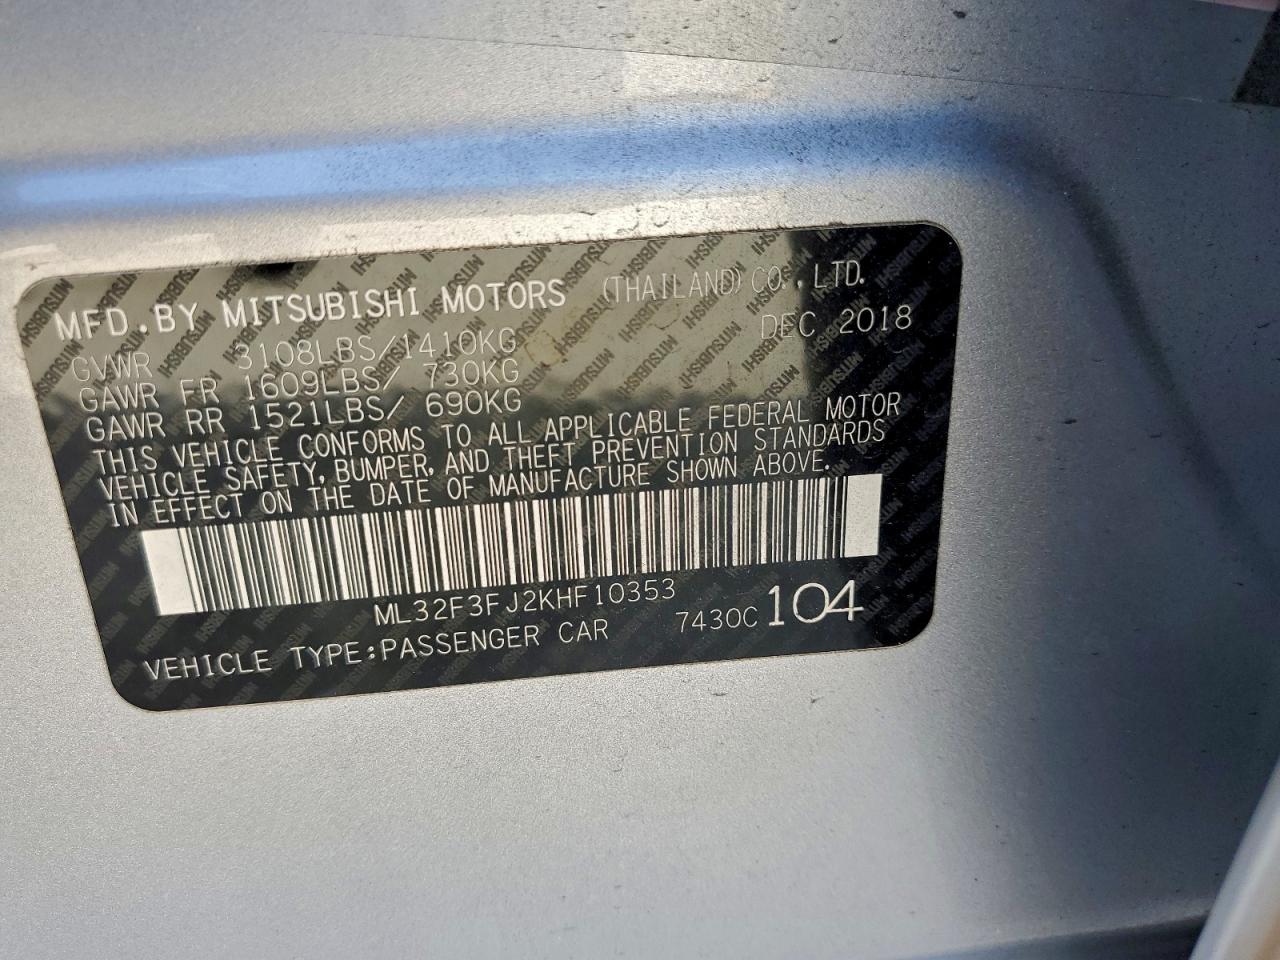 MFD.BY MITSUBISHI MOTORS (THAILAND) CO., LTD.
GVWR 3108LBS/1410KG DEC 2018
GAWR FR 1609LBS/ 730KG
GAWR RR 1521LBS/ 690KG
THIS VEHICLE CONFORMS TO ALL APPLICABLE FEDERAL MOTOR
VEHICLE SAFETY, BUMPER, AND THEFT PREVENTION STANDARDS
IN EFFECT ON THE DATE OF MANUFACTURE SHOWN ABOVE.
ML32F3FJ2KHF10353
VEHICLE TYPE:PASSENGER CAR 7430C 104